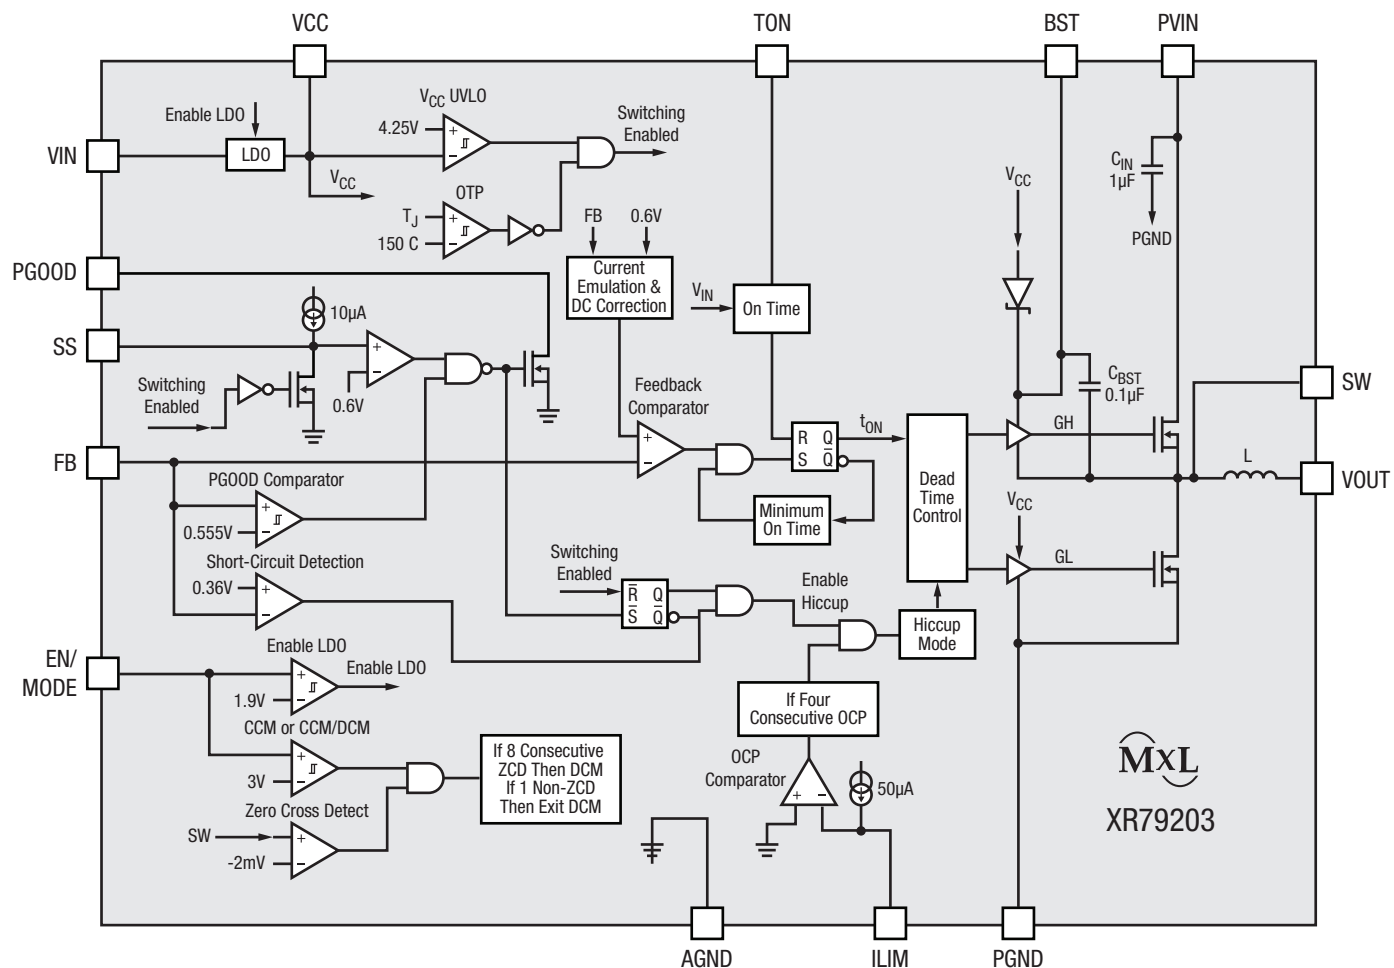 VCC
TON
BST
PVIN
VIN
Enable LDO
LDO
VCC
VCC UVLO
4.25V
+
−
Switching
Enabled
OTP
TJ
150 C
+
−
FB
0.6V
Current
Emulation &
DC Correction
VIN
On Time
VCC
CIN
1µF
PGND
PGOOD
SS
10µA
+
−
0.6V
Switching
Enabled
Feedback
Comparator
+
−
R Q
S Q̅
tON
Minimum
On Time
Dead
Time
Control
CBST
0.1µF
GH
SW
L
VOUT
FB
PGOOD Comparator
0.555V
+
−
Short-Circuit Detection
0.36V
+
−
Switching
Enabled
R̅ Q
S̅ Q̅
Enable
Hiccup
Hiccup
Mode
VCC
GL
EN/
MODE
Enable LDO
+
−
1.9V
Enable LDO
CCM or CCM/DCM
+
−
3V
Zero Cross Detect
SW
+
−
-2mV
If 8 Consecutive
ZCD Then DCM
If 1 Non-ZCD
Then Exit DCM
If Four
Consecutive OCP
OCP
Comparator
+ −
50µA
MxL
XR79203
AGND
ILIM
PGND